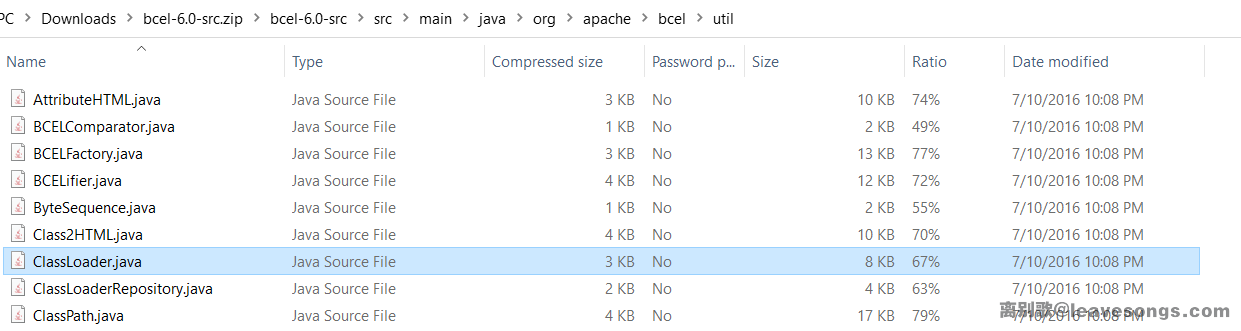 PC > Downloads > bcel-6.0-src.zip > bcel-6.0-src > src > main > java > org > apache > bcel > util
Name Type Compressed size Password p... Size Ratio Date modified
AttributeHTML.java Java Source File 3 KB No 10 KB 74% 7/10/2016 10:08 PM
BCELComparator.java Java Source File 1 KB No 2 KB 49% 7/10/2016 10:08 PM
BCELFactory.java Java Source File 3 KB No 13 KB 77% 7/10/2016 10:08 PM
BCELifier.java Java Source File 4 KB No 12 KB 72% 7/10/2016 10:08 PM
ByteSequence.java Java Source File 1 KB No 2 KB 55% 7/10/2016 10:08 PM
Class2HTML.java Java Source File 4 KB No 10 KB 70% 7/10/2016 10:08 PM
ClassLoader.java Java Source File 3 KB No 8 KB 67% 7/10/2016 10:08 PM
ClassLoaderRepository.java Java Source File 2 KB No 4 KB 63% 7/10/2016 10:08 PM
ClassPath.java Java Source File 4 KB No 17 KB 79% 7/10/2016 10:08 PM
离别歌@leavesongs.com